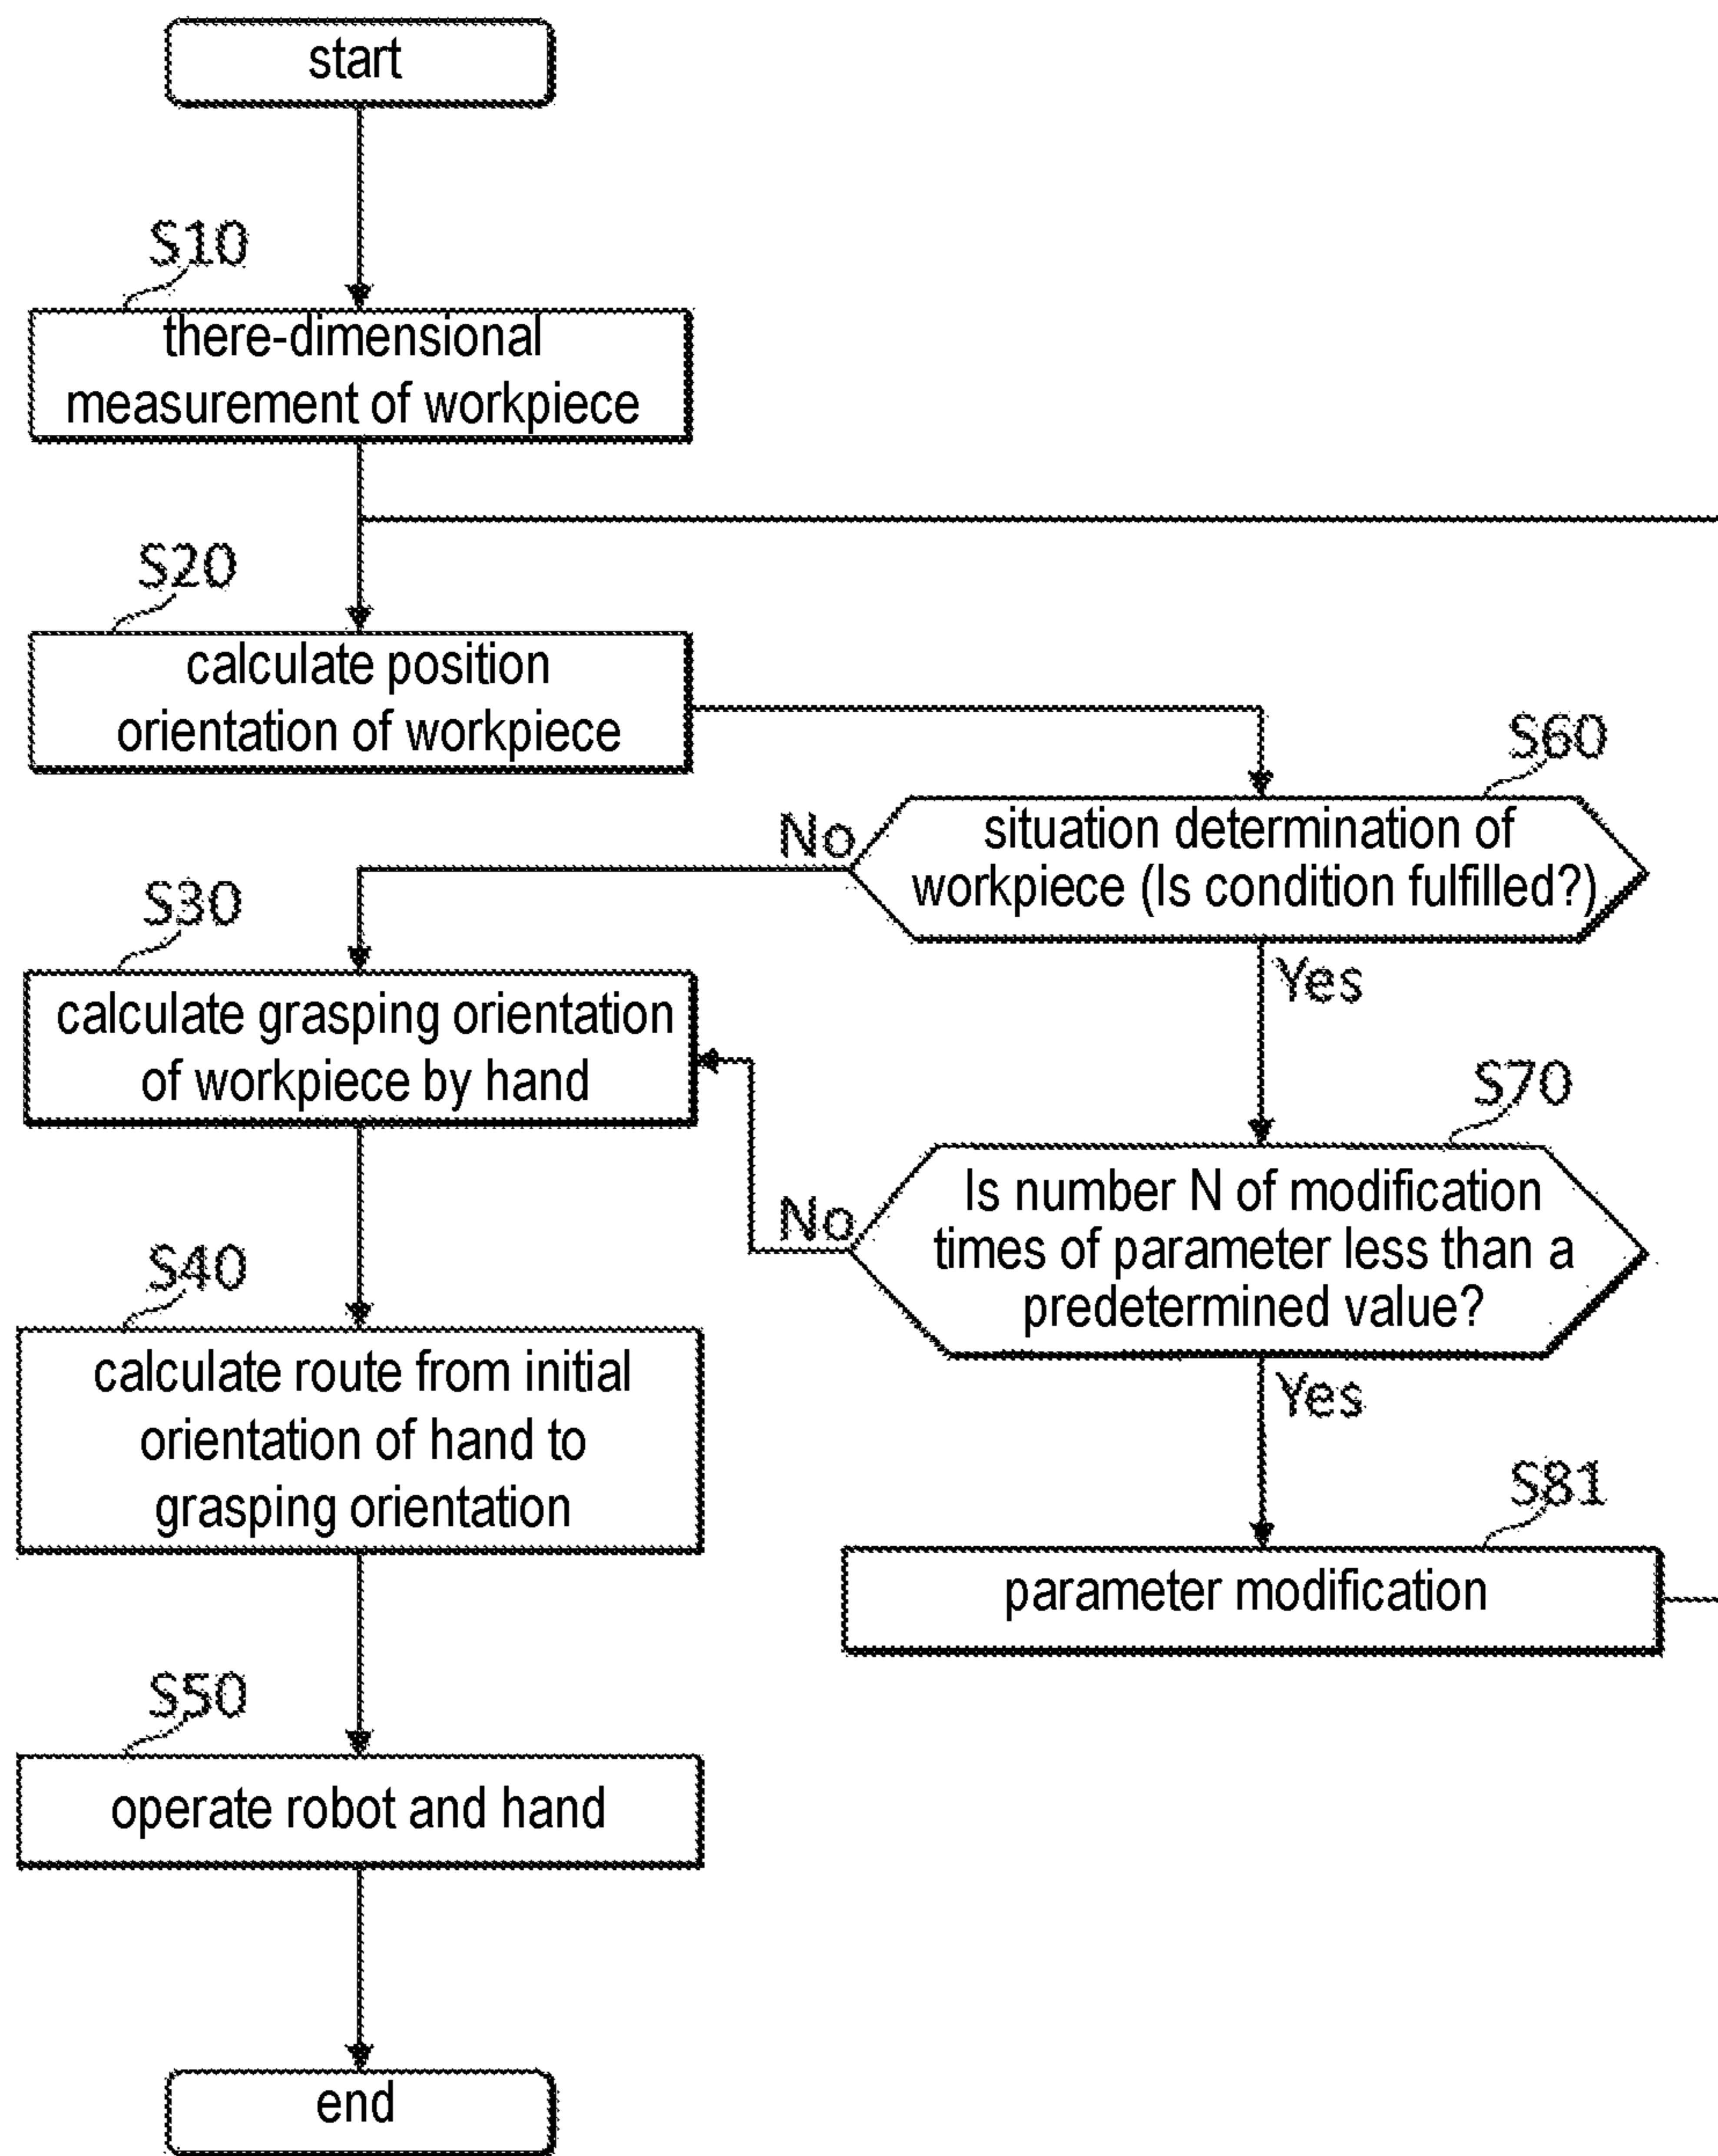 start
S10
there-dimensional
measurement of workpiece
S20
calculate position
orientation of workpiece
S60
situation determination of
workpiece (Is condition fulfilled?)
No
Yes
S30
calculate grasping orientation
of workpiece by hand
S70
Is number N of modification
times of parameter less than a
predetermined value?
No
Yes
S40
calculate route from initial
orientation of hand to
grasping orientation
S81
parameter modification
S50
operate robot and hand
end